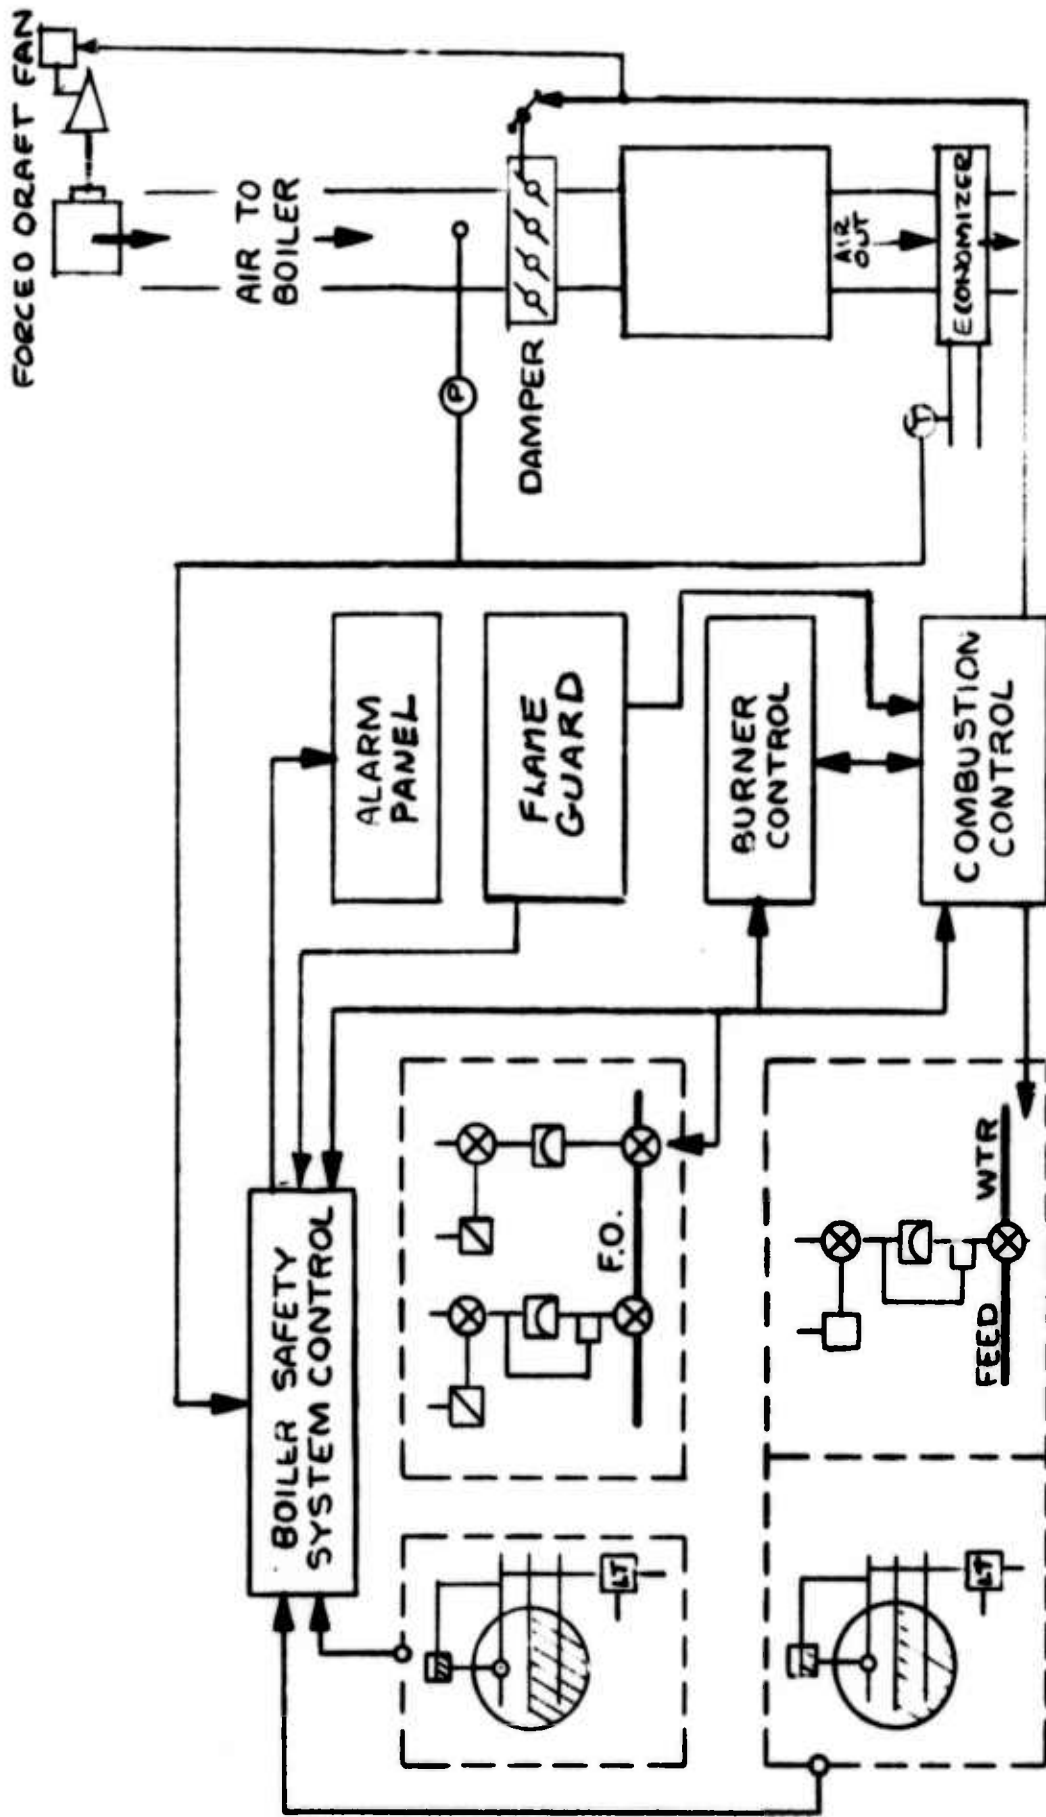 FORCED DRAFT FAN
AIR TO
BOILER
P
DAMPER
AIR
OUT
ECONOMIZER
T
ALARM
PANEL
FLAME
GUARD
BURNER
CONTROL
COMBUSTION
CONTROL
BOILER SAFETY
SYSTEM CONTROL
F.O.
FEED WTR
LT
LT